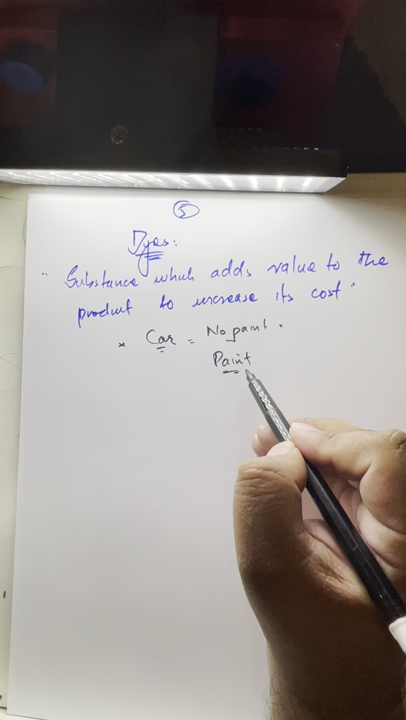 5
Dyes:
" Substance which adds value to the
product to increase its cost "
* Car = No paint.
Paint